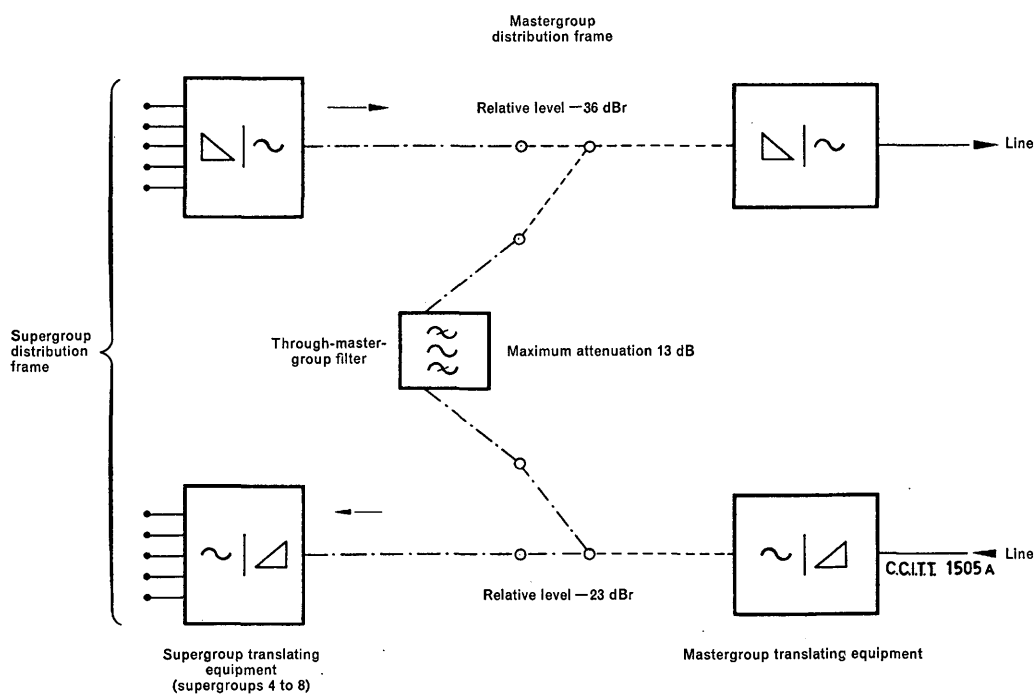 Mastergroup
distribution frame
Relative level —36 dBr
Line
Supergroup
distribution
frame
Through-master-
group filter
Maximum attenuation 13 dB
Line
C.C.I.T.T. 1505 A
Relative level —23 dBr
Supergroup translating
equipment
(supergroups 4 to 8)
Mastergroup translating equipment